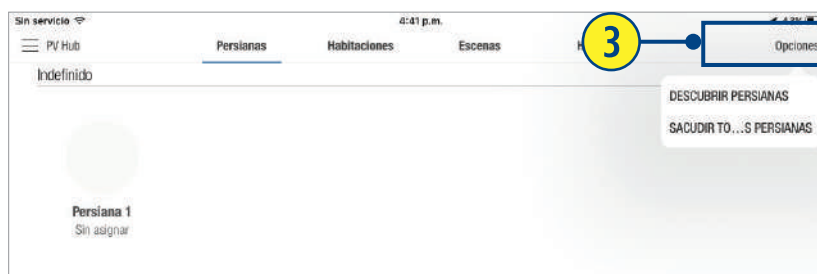 Sin servicio 4:41 p.m. 43%
PV Hub Persianas Habitaciones Escenas H 3 Opciones
Indefinido
DESCUBRIR PERSIANAS
SACUDIR TO...S PERSIANAS
Persiana 1
Sin asignar